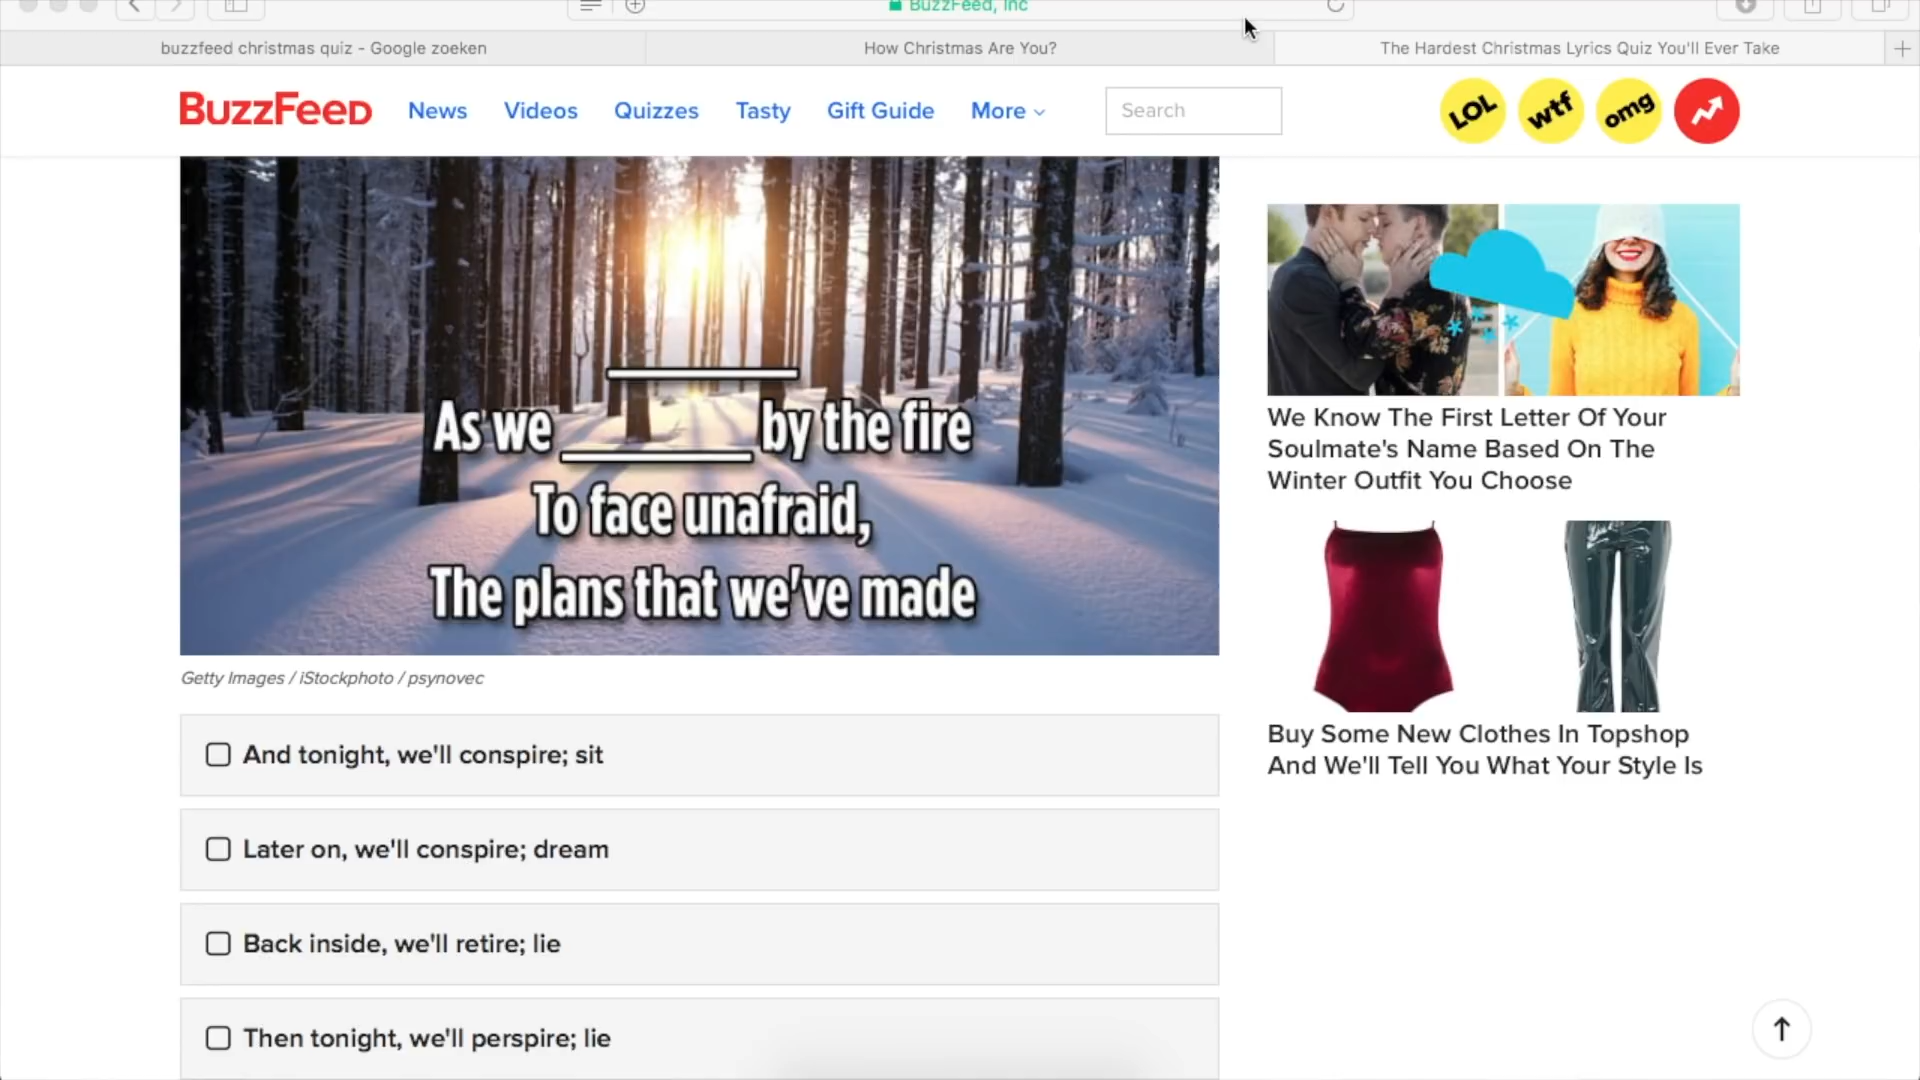 BuzzFeed, Inc
buzzfeed christmas quiz - Google zoeken
How Christmas Are You?
The Hardest Christmas Lyrics Quiz You'll Ever Take
BuzzFeed
News
Videos
Quizzes
Tasty
Gift Guide
More
Search
LOL
wtf
omg
As we ______ by the fire
To face unafraid,
The plans that we've made
Getty Images / iStockphoto / psynovec
And tonight, we'll conspire; sit
Later on, we'll conspire; dream
Back inside, we'll retire; lie
Then tonight, we'll perspire; lie
We Know The First Letter Of Your
Soulmate's Name Based On The
Winter Outfit You Choose
Buy Some New Clothes In Topshop
And We'll Tell You What Your Style Is